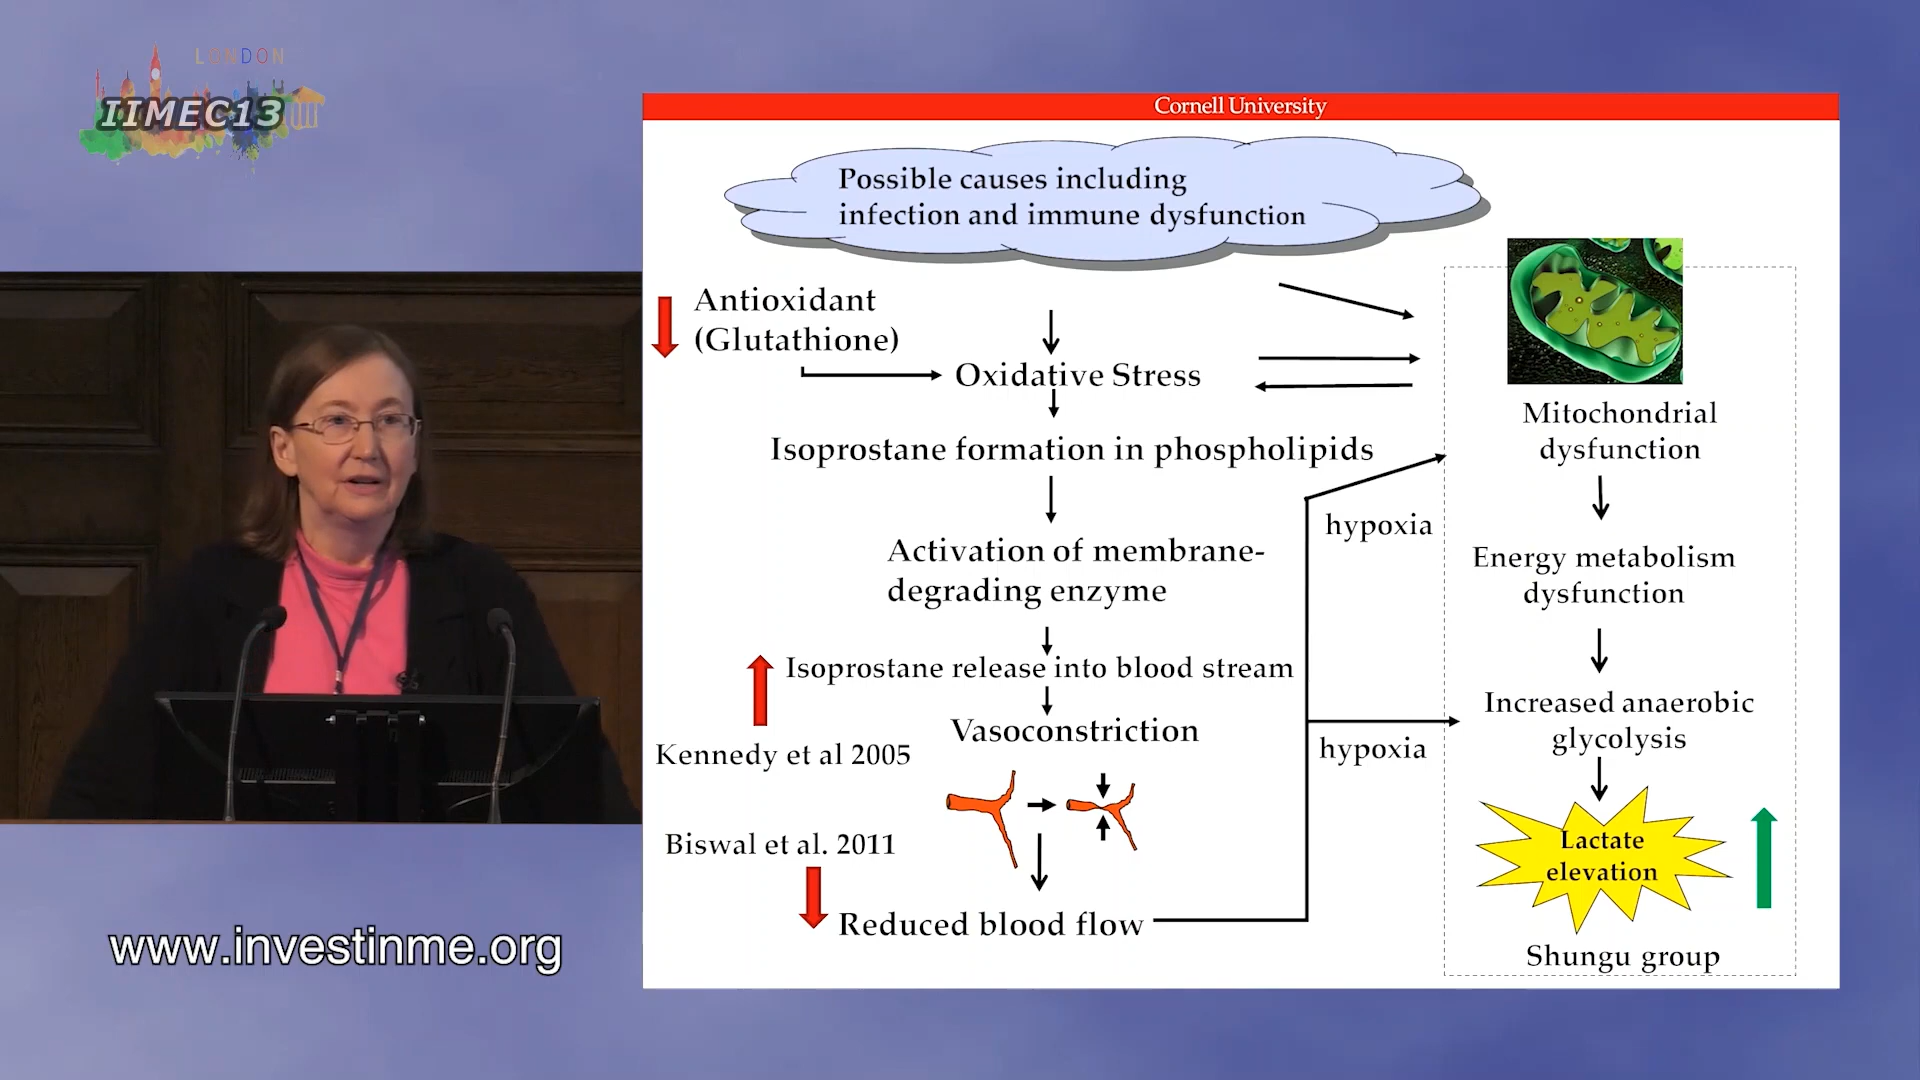 LONDON
IIMEC13
Cornell University
Possible causes including
infection and immune dysfunction
Antioxidant
(Glutathione)
Oxidative Stress
Isoprostane formation in phospholipids
Activation of membrane-
degrading enzyme
Isoprostane release into blood stream
Kennedy et al 2005
Vasoconstriction
Biswal et al. 2011
Reduced blood flow
hypoxia
hypoxia
Mitochondrial
dysfunction
Energy metabolism
dysfunction
Increased anaerobic
glycolysis
Lactate
elevation
Shungu group
www.investinme.org